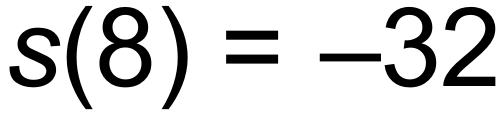 s(8) = –32